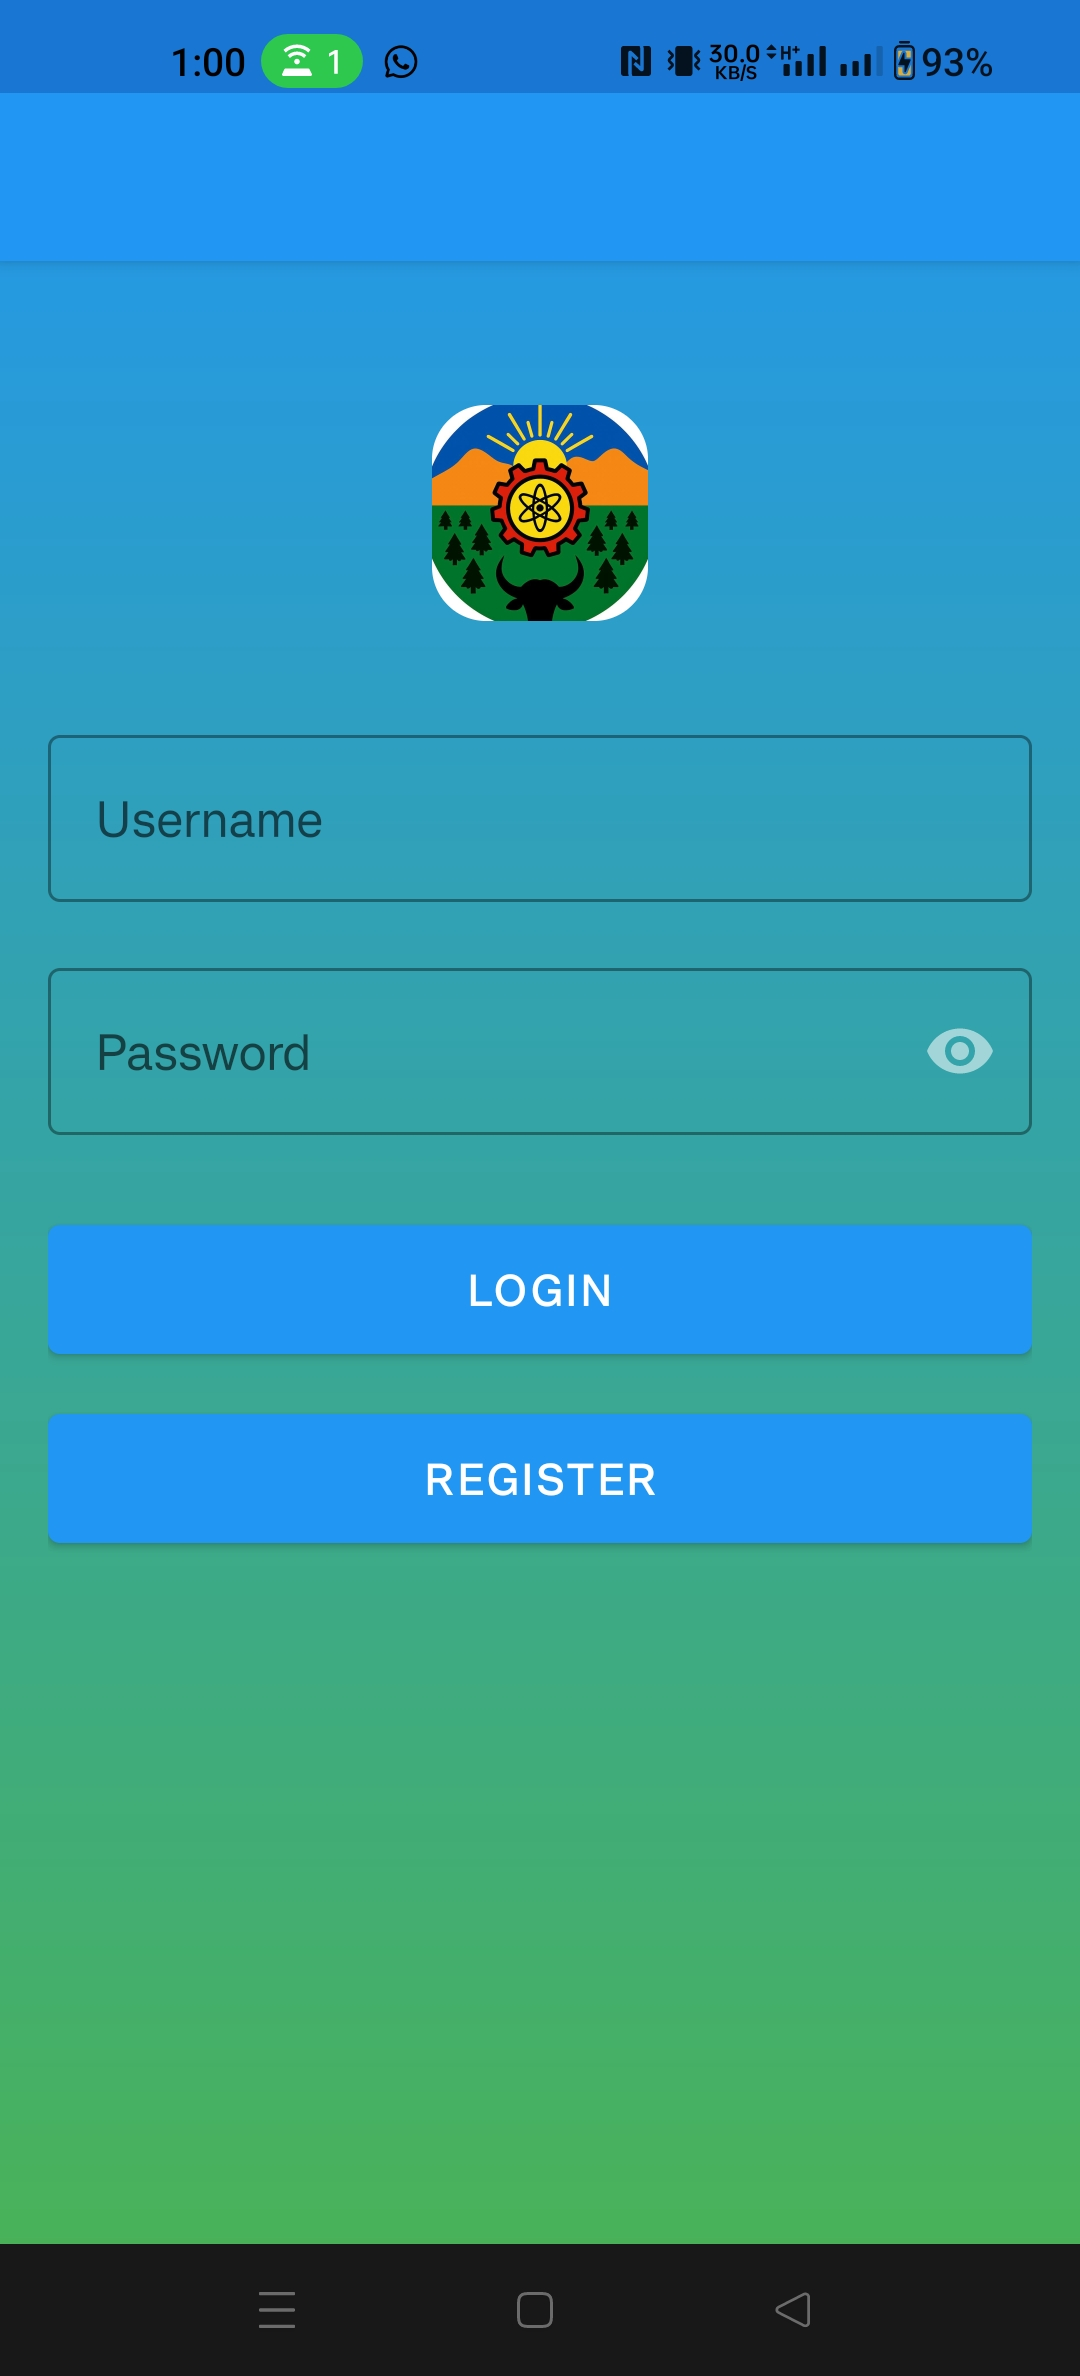 1:00 1 30.0 KB/S H+ 93%
Username
Password
LOGIN
REGISTER